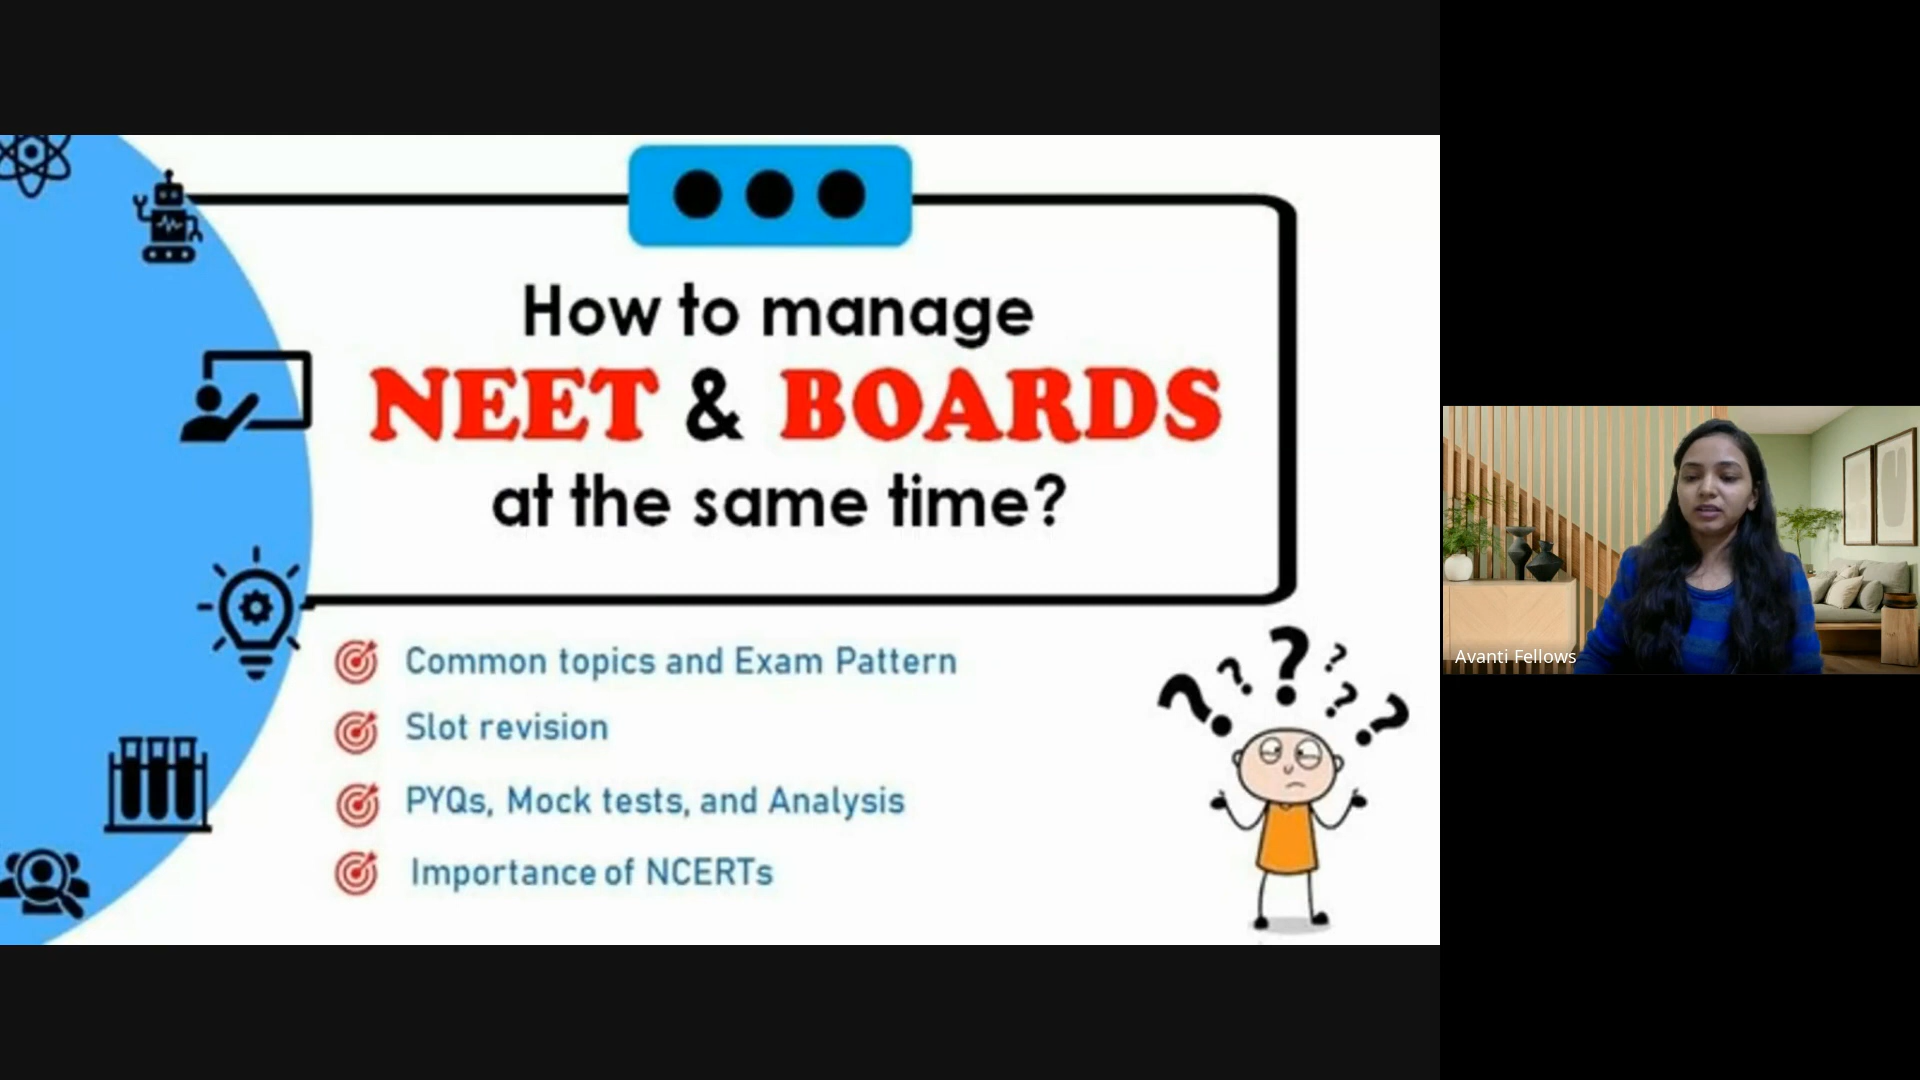 How to manage
NEET & BOARDS
at the same time?
Common topics and Exam Pattern
Slot revision
PYQs, Mock tests, and Analysis
Importance of NCERTs
? ? ? ? ? ?
Avanti Fellows